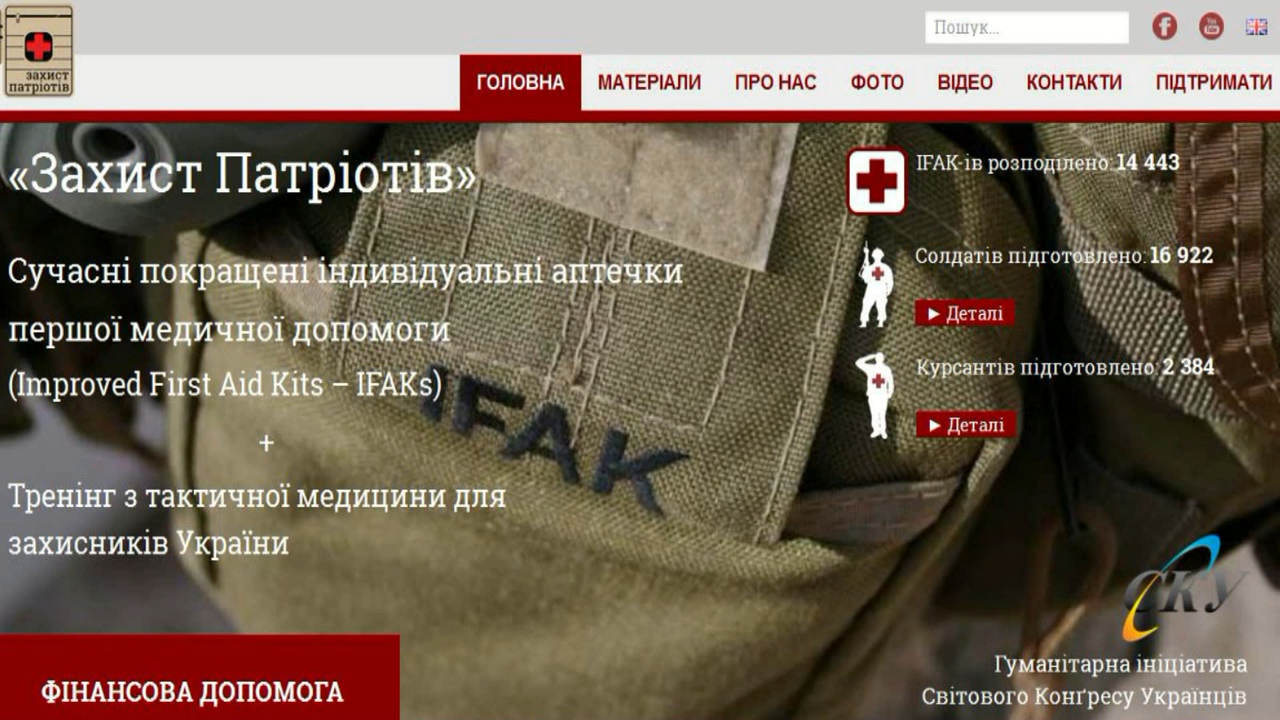 захист
патріотів
Пошук...
ГОЛОВНА МАТЕРІАЛИ ПРО НАС ФОТО ВІДЕО КОНТАКТИ ПІДТРИМАТИ
«Захист Патріотів»
Сучасні покращені індивідуальні аптечки
першої медичної допомоги
(Improved First Aid Kits – IFAKs)
+
Тренінг з тактичної медицини для
захисників України
IFAK
IFAK-ів розподілено: 14 443
Солдатів підготовлено: 16 922
► Деталі
Курсантів підготовлено: 2 384
► Деталі
СКУ
Гуманітарна ініціатива
Світового Конґресу Українців
ФІНАНСОВА ДОПОМОГА